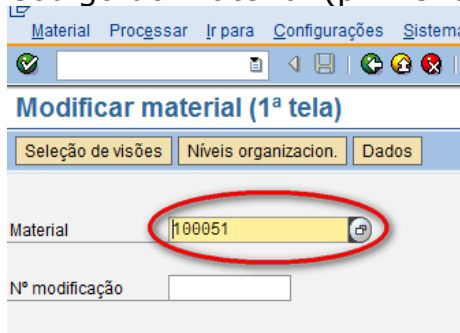 Material Processar Ir para Configurações Sistema
Modificar material (1ª tela)
Seleção de visões Níveis organizacion. Dados
Material 100051
Nº modificação